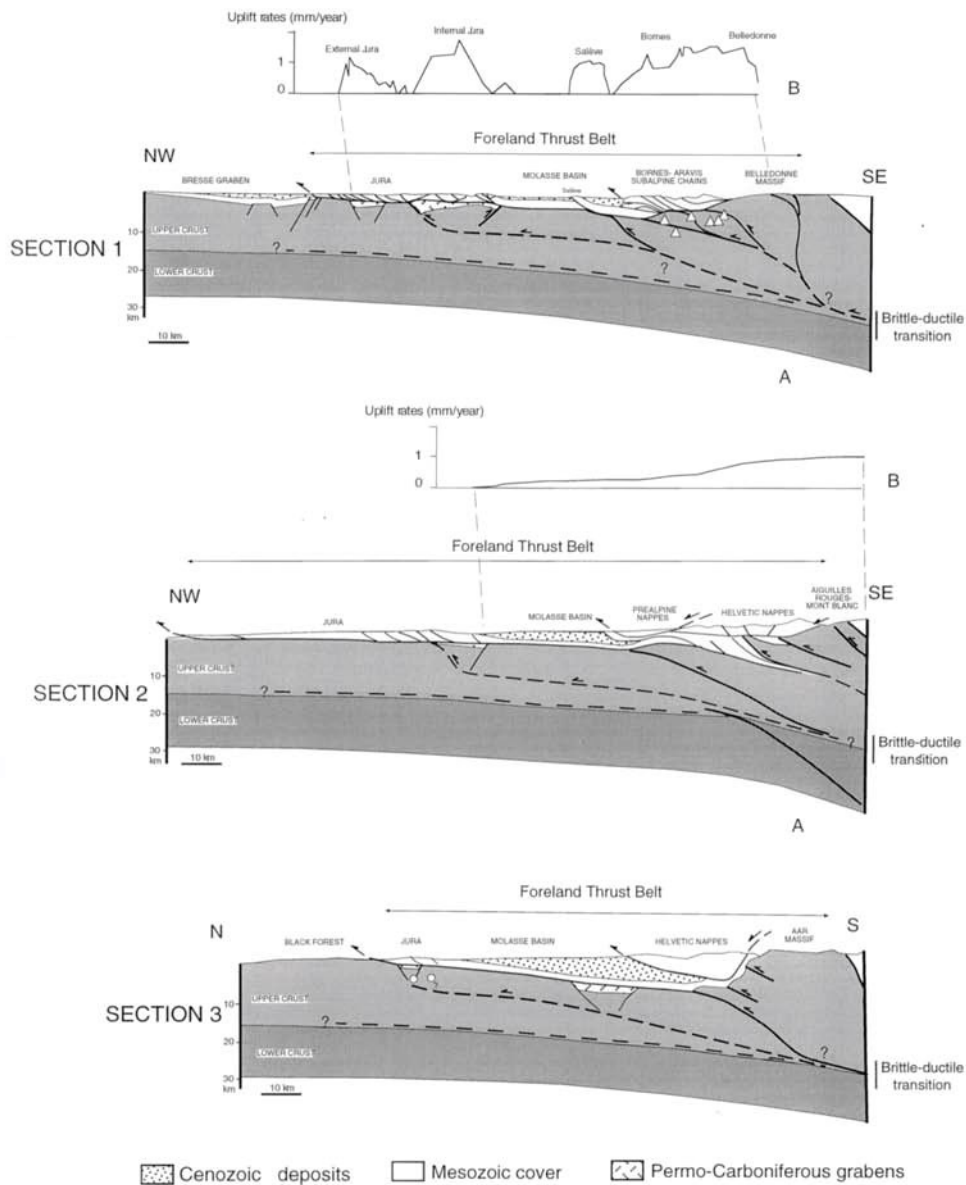 Uplift rates (mm/year)
External Jura
Internal Jura
Salève
Bornes
Belledonne
1
0
B
Foreland Thrust Belt
NW
SE
BRESSE GRABEN
JURA
MOLASSE BASIN
BORNES- ARAVIS
SUBALPINE CHAINS
BELLEDONNE
MASSIF
Salève
SECTION 1
UPPER CRUST
LOWER CRUST
10
20
30
km
?
?
?
10 km
Brittle-ductile
transition
A
Uplift rates (mm/year)
1
0
B
Foreland Thrust Belt
NW
SE
JURA
MOLASSE BASIN
PREALPINE
NAPPES
HELVETIC NAPPES
AIGUILLES
ROUGES-
MONT BLANC
SECTION 2
UPPER CRUST
LOWER CRUST
10
20
30
km
?
?
10 km
Brittle-ductile
transition
A
Foreland Thrust Belt
N
S
BLACK FOREST
JURA
MOLASSE BASIN
HELVETIC NAPPES
AAR
MASSIF
SECTION 3
UPPER CRUST
LOWER CRUST
10
20
30
km
?
?
?
10 km
Brittle-ductile
transition
Cenozoic deposits
Mesozoic cover
Permo-Carboniferous grabens